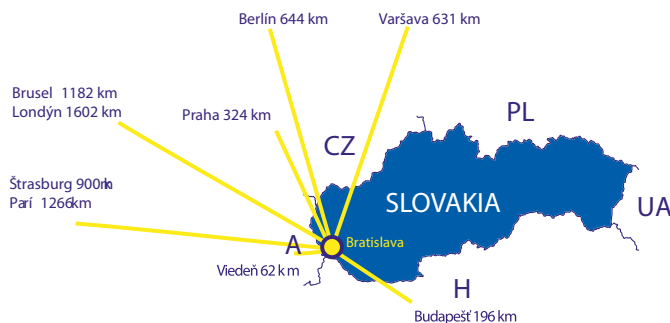 Berlín 644 km
Varšava 631 km
Brusel 1182 km
Londýn 1602 km
Praha 324 km
PL
CZ
Štrasburg 900km
Parí 1266km
SLOVAKIA
UA
A
Bratislava
Viedeň 62 km
H
Budapešť 196 km